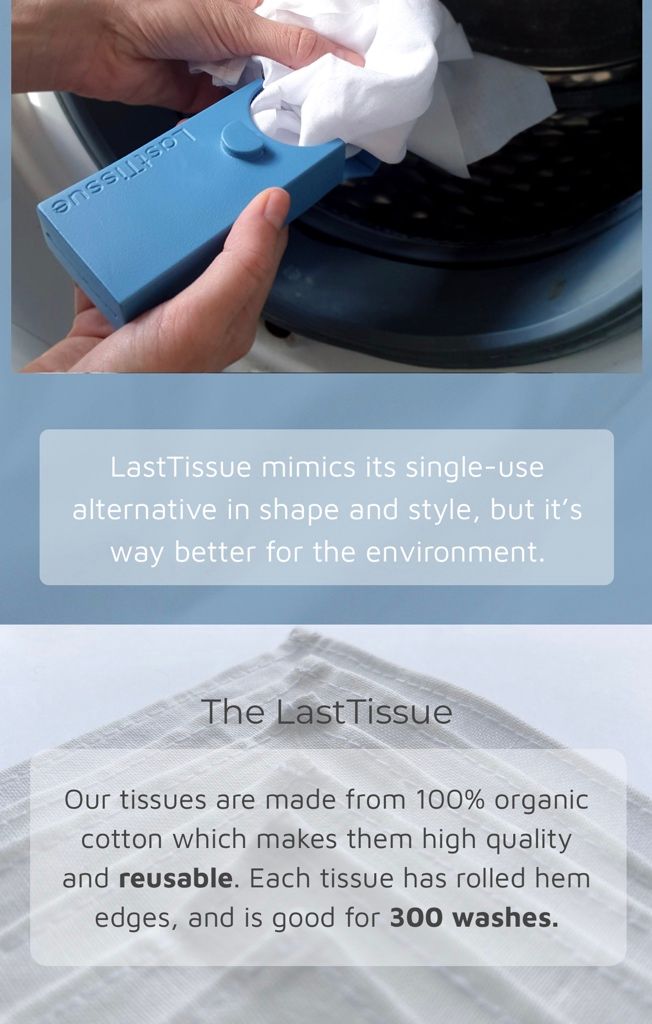 LastTissue
LastTissue mimics its single-use
alternative in shape and style, but it’s
way better for the environment.
The LastTissue
Our tissues are made from 100% organic
cotton which makes them high quality
and reusable. Each tissue has rolled hem
edges, and is good for 300 washes.